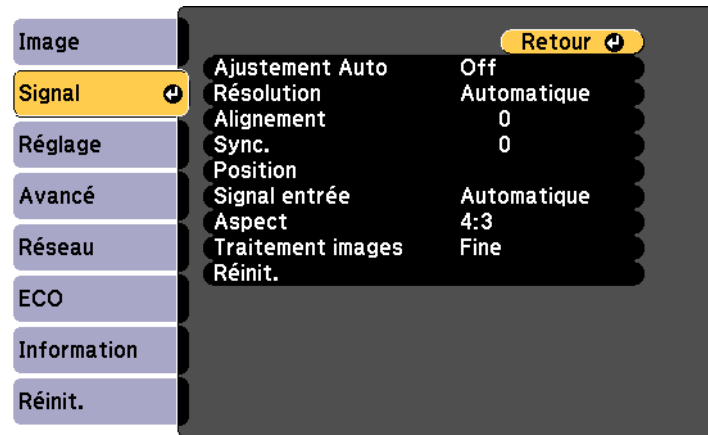 Image
Signal
Réglage
Avancé
Réseau
ECO
Information
Réinit.
Retour
Ajustement Auto Off
Résolution Automatique
Alignement 0
Sync. 0
Position
Signal entrée Automatique
Aspect 4:3
Traitement images Fine
Réinit.